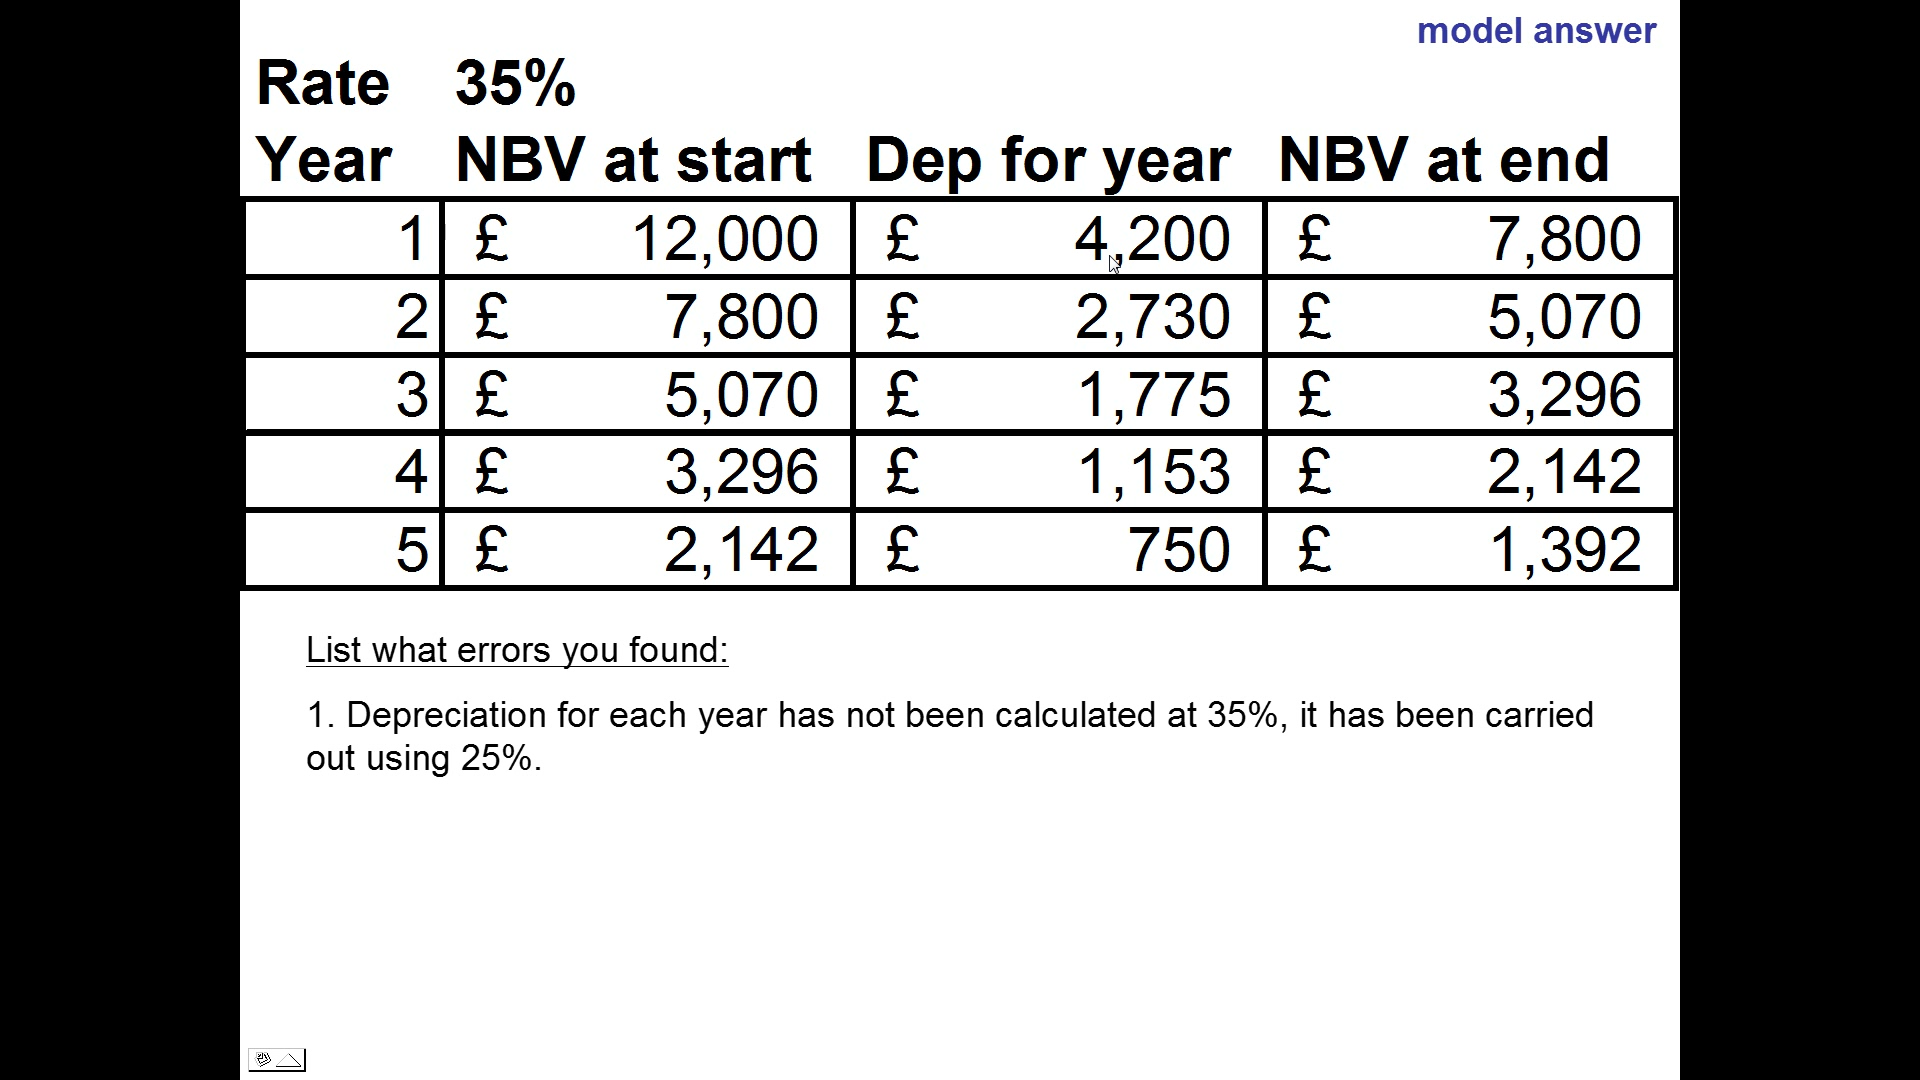 model answer
Rate 35%
Year NBV at start Dep for year NBV at end
1 £ 12,000 £ 4,200 £ 7,800
2 £ 7,800 £ 2,730 £ 5,070
3 £ 5,070 £ 1,775 £ 3,296
4 £ 3,296 £ 1,153 £ 2,142
5 £ 2,142 £ 750 £ 1,392
List what errors you found:
1. Depreciation for each year has not been calculated at 35%, it has been carried
out using 25%.